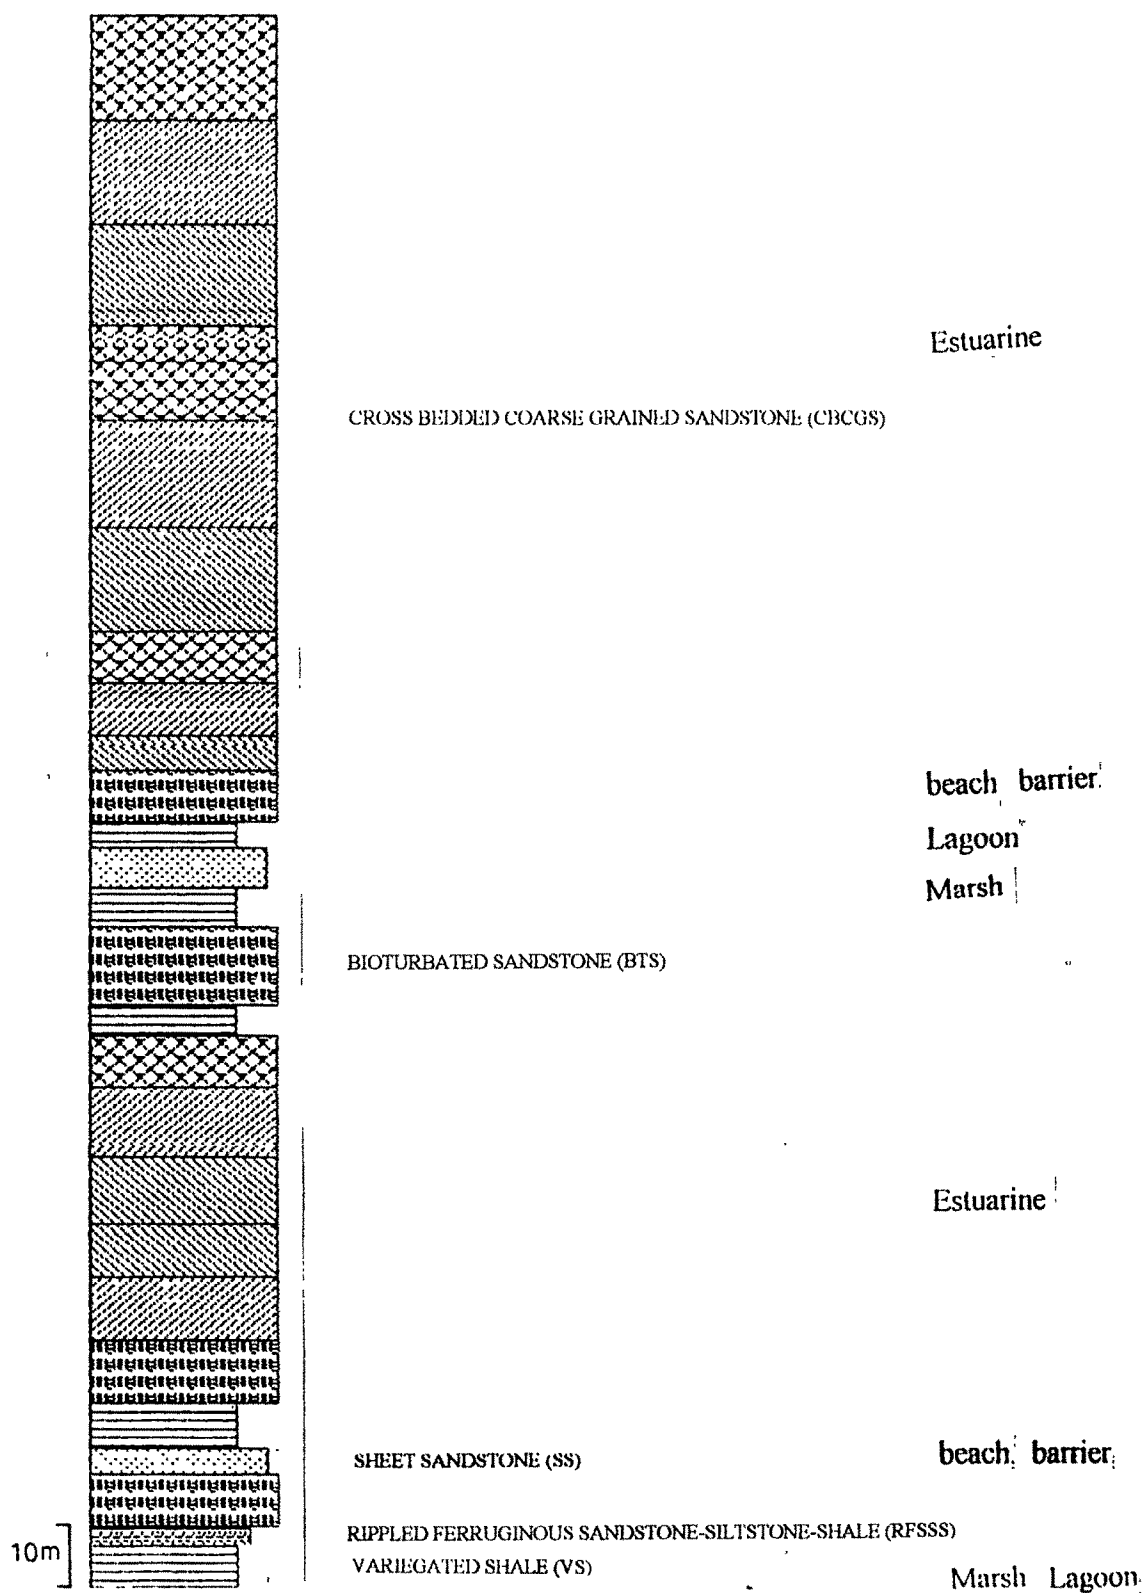 Estuarine
CROSS BEDDED COARSE GRAINED SANDSTONE (CBCGS)
beach barrier
Lagoon
Marsh
BIOTURBATED SANDSTONE (BTS)
Estuarine
SHEET SANDSTONE (SS)
beach barrier
RIPPLED FERRUGINOUS SANDSTONE-SILTSTONE-SHALE (RFSSS)
10m
VARIEGATED SHALE (VS)
Marsh Lagoon